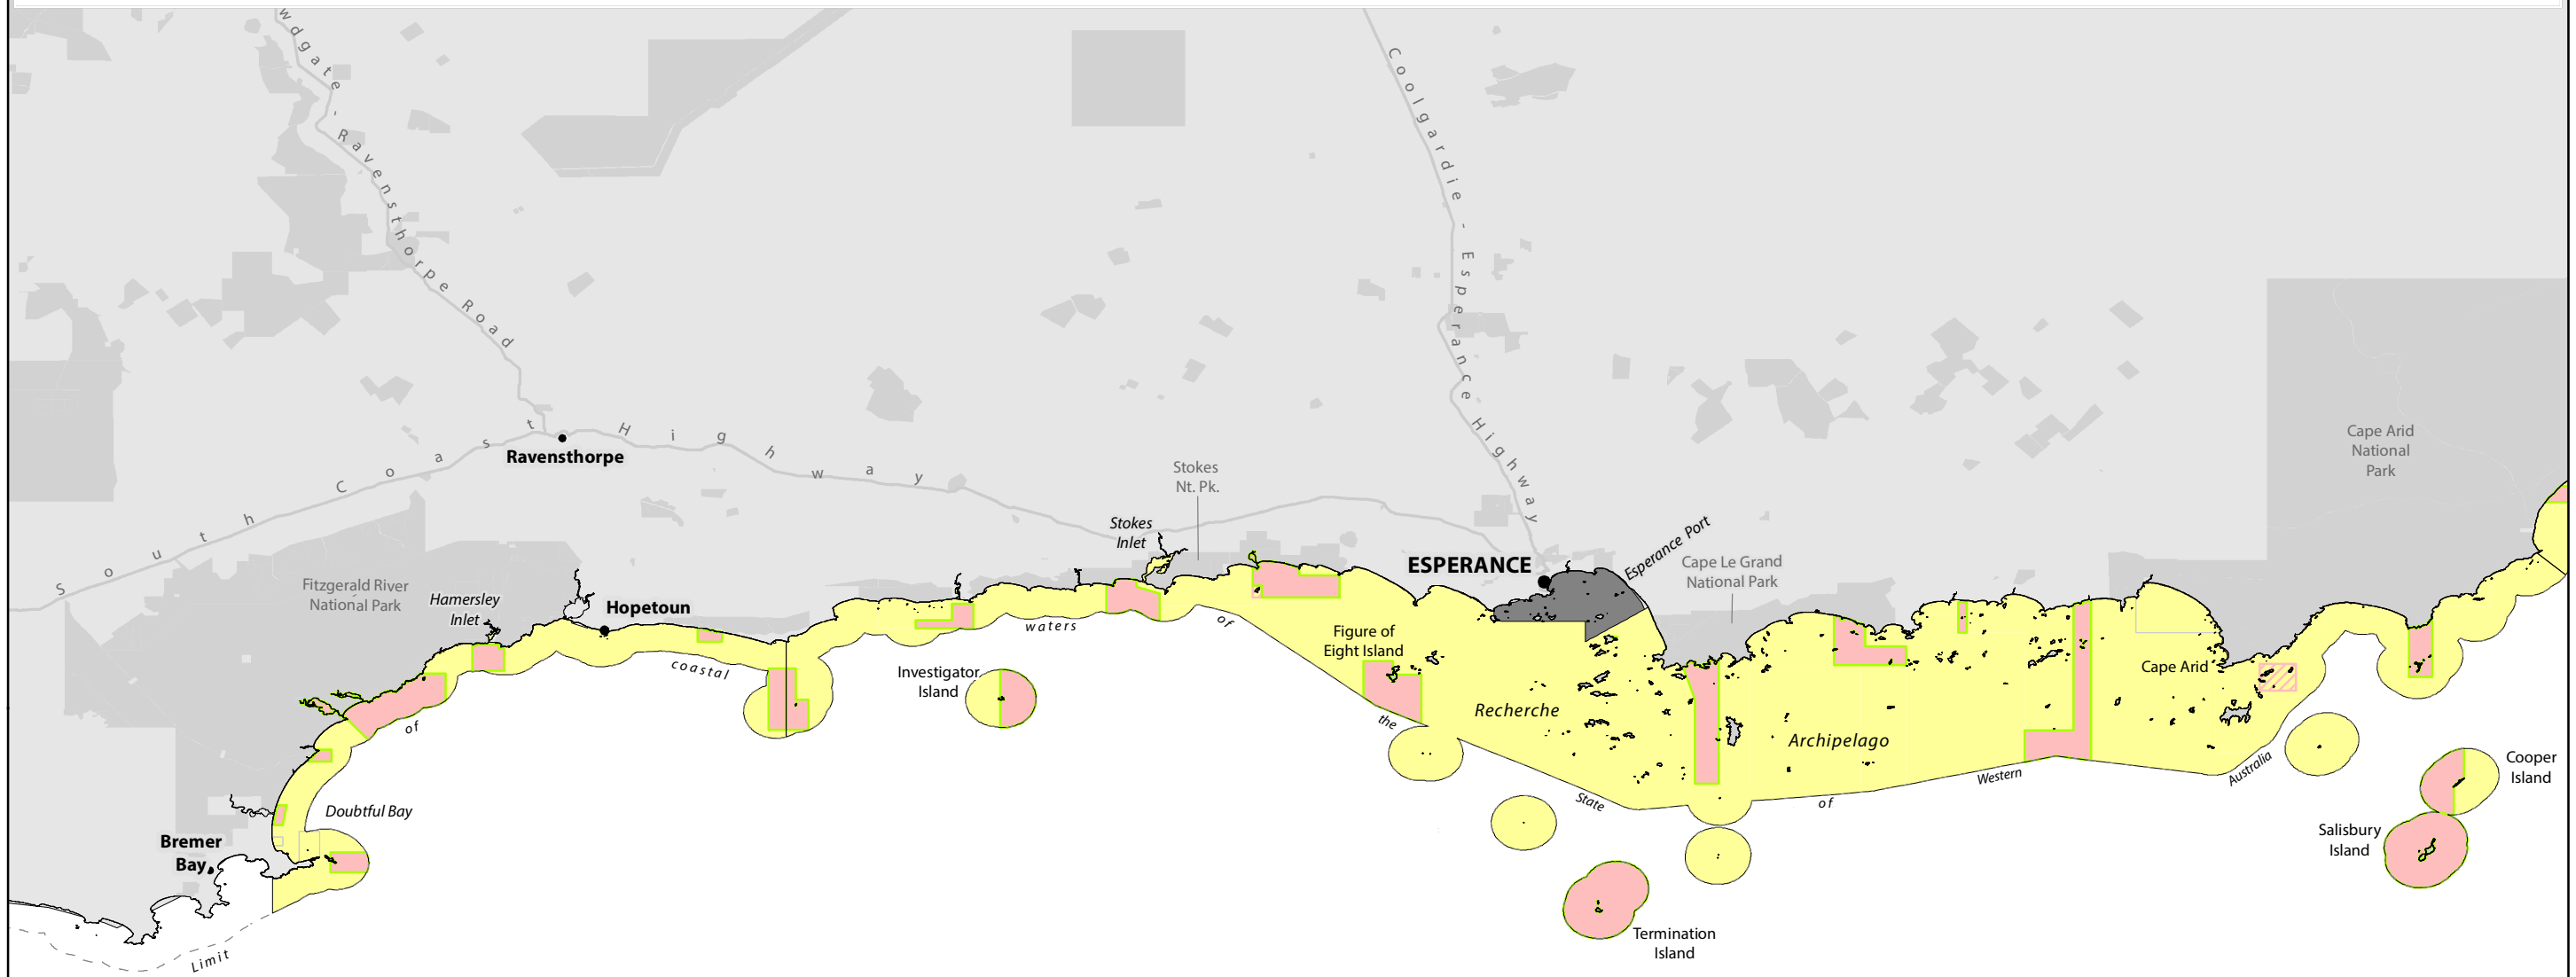 wdgate - Ravensthorpe Road
Coolgardie - Esperance Highway
South Coast Highway
Ravensthorpe
Cape Arid
National
Park
Stokes
Nt. Pk.
Stokes
Inlet
ESPERANCE
Esperance Port
Cape Le Grand
National Park
Fitzgerald River
National Park
Hamersley
Inlet
Hopetoun
Figure of
Eight Island
Investigator
Island
Cape Arid
Recherche
Archipelago
Cooper
Island
Salisbury
Island
Termination
Island
Doubtful Bay
Bremer
Bay
Limit of coastal waters of the State of Western Australia